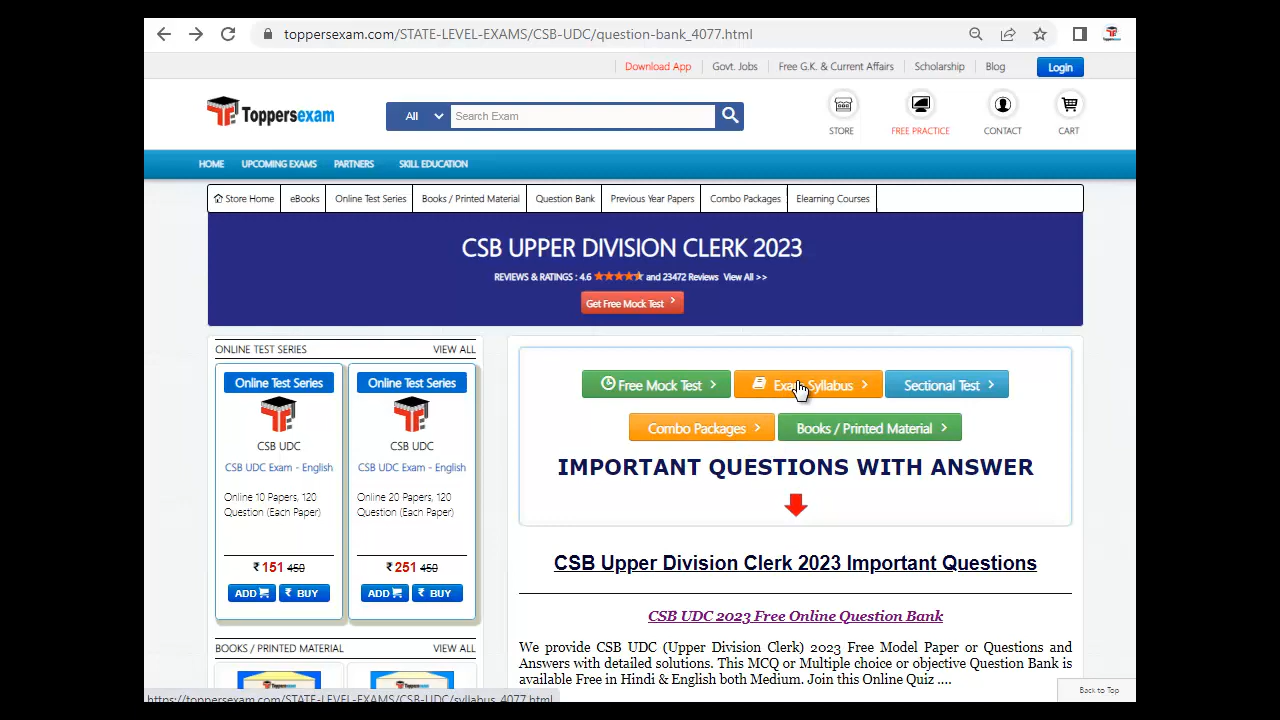 toppersexam.com/STATE-LEVEL-EXAMS/CSB-UDC/question-bank_4077.html
Download App Govt. Jobs Free G.K. & Current Affairs Scholarship Blog Login
Toppersexam All Search Exam
STORE FREE PRACTICE CONTACT CART
HOME UPCOMING EXAMS PARTNERS SKILL EDUCATION
Store Home eBooks Online Test Series Books / Printed Material Question Bank Previous Year Papers Combo Packages Elearning Courses
CSB UPPER DIVISION CLERK 2023
REVIEWS & RATINGS : 4.6 and 23472 Reviews View All >>
Get Free Mock Test
ONLINE TEST SERIES VIEW ALL
Online Test Series
CSB UDC
CSB UDC Exam - English
Online 10 Papers, 120
Question (Each Paper)
₹ 151 450
ADD ₹ BUY
Online Test Series
CSB UDC
CSB UDC Exam - English
Online 20 Papers, 120
Question (Each Paper)
₹ 251 450
ADD ₹ BUY
BOOKS / PRINTED MATERIAL VIEW ALL
Free Mock Test Exam Syllabus Sectional Test
Combo Packages Books / Printed Material
IMPORTANT QUESTIONS WITH ANSWER
CSB Upper Division Clerk 2023 Important Questions
CSB UDC 2023 Free Online Question Bank
We provide CSB UDC (Upper Division Clerk) 2023 Free Model Paper or Questions and
Answers with detailed solutions. This MCQ or Multiple choice or objective Question Bank is
available Free in Hindi & English both Medium. Join this Online Quiz ....
Back to Top
https://toppersexam.com/STATE-LEVEL-EXAMS/CSB-UDC/syllabus_4077.html